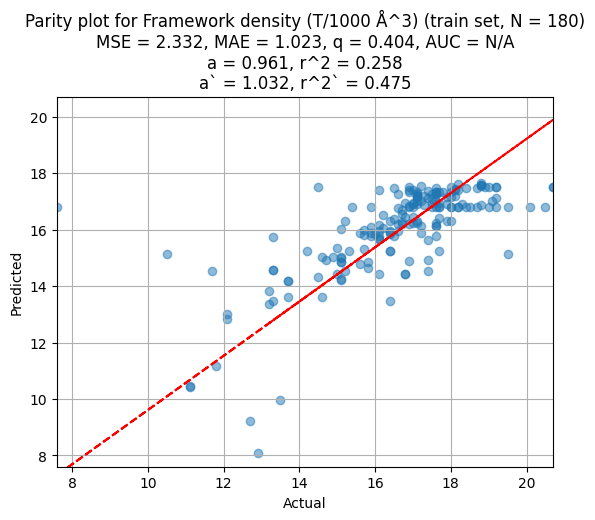 Parity plot for Framework density (T/1000 Å^3) (train set, N = 180)
MSE = 2.332, MAE = 1.023, q = 0.404, AUC = N/A
a = 0.961, r^2 = 0.258
a` = 1.032, r^2` = 0.475
20
18
16
14
12
10
8
Predicted
8
10
12
14
16
18
20
Actual